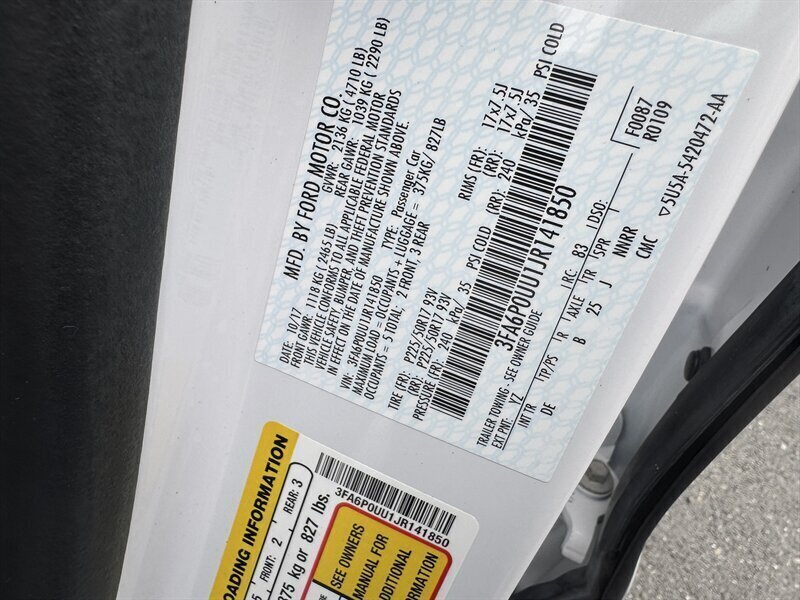 MFD. BY FORD MOTOR CO.
DATE: 10/17 GVWR: 2136 KG (4710 LB)
FRONT GAWR: 1118 KG (2465 LB) REAR GAWR: 1039 KG (2290 LB)
THIS VEHICLE CONFORMS TO ALL APPLICABLE FEDERAL MOTOR
VEHICLE SAFETY, BUMPER, AND THEFT PREVENTION STANDARDS
IN EFFECT ON THE DATE OF MANUFACTURE SHOWN ABOVE.
VIN: 3FA6P0UU1JR141850 TYPE: Passenger Car
MAXIMUM LOAD = OCCUPANTS + LUGGAGE = 375KG/ 827LB
OCCUPANTS = 5 TOTAL: 2 FRONT, 3 REAR
TIRE (FR): P225/50R17 93V RIMS (FR): 17x7.5J
(RR): P225/50R17 93V (RR): 17x7.5J
PRESSURE (FR): 240 kPa/ 35 PSI COLD (RR): 240 kPa/ 35 PSI COLD
3FA6P0UU1JR141850
TRAILER TOWING - SEE OWNER GUIDE
EXT PNT: YZ RC: 83 DSO: F0087
R0109
INT TR TP/PS R AXLE TR SPR
DE B 25 J NNRR
CMC ▽5U5A-5420472-AA
OADING INFORMATION
5 FRONT: 2 REAR: 3
375 kg or 827 lbs.
3FA6P0UU1JR141850
SEE OWNERS
MANUAL FOR
ADDITIONAL
INFORMATION